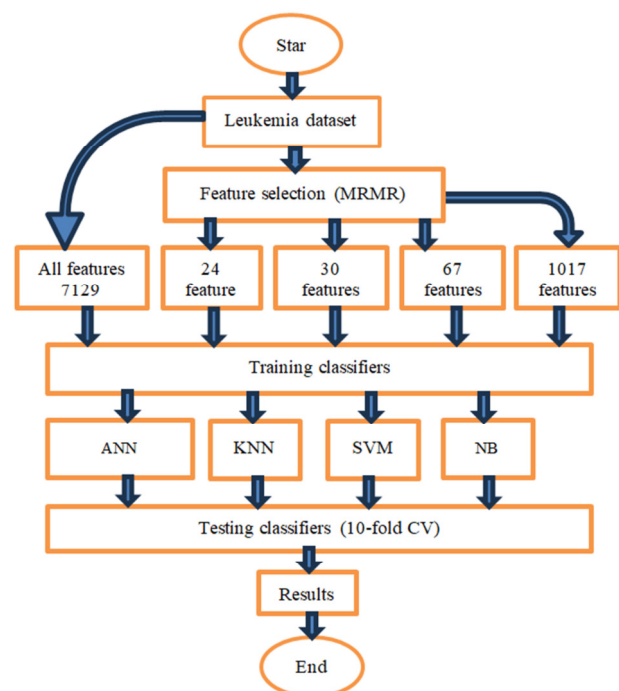 Star
Leukemia dataset
Feature selection (MRMR)
All features
7129
24
feature
30
features
67
features
1017
features
Training classifiers
ANN
KNN
SVM
NB
Testing classifiers (10-fold CV)
Results
End